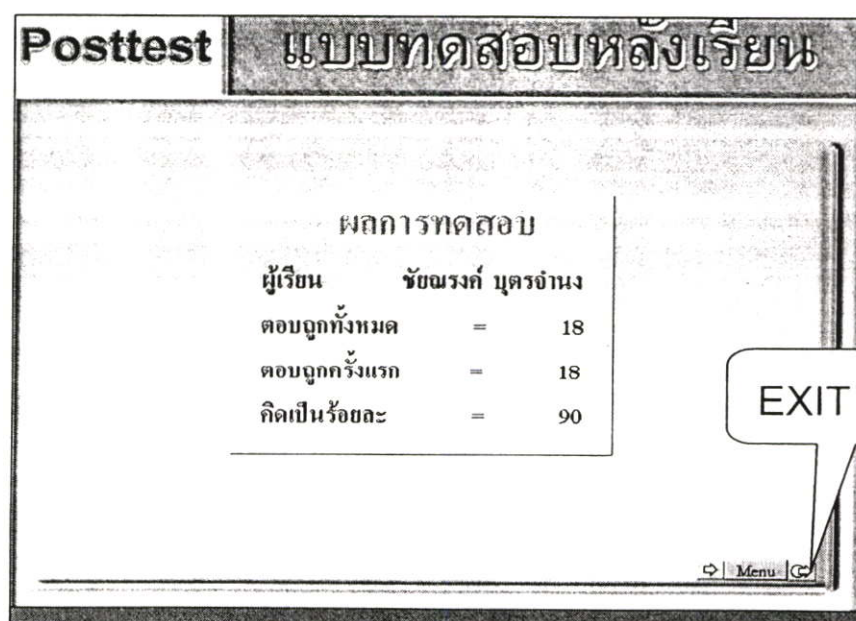 Posttest แบบทดสอบหลังเรียน
ผลการทดสอบ
ผู้เรียน ชัยณรงค์ บุตรจำนง
ตอบถูกทั้งหมด = 18
ตอบถูกครั้งแรก = 18
คิดเป็นร้อยละ = 90
EXIT
Menu